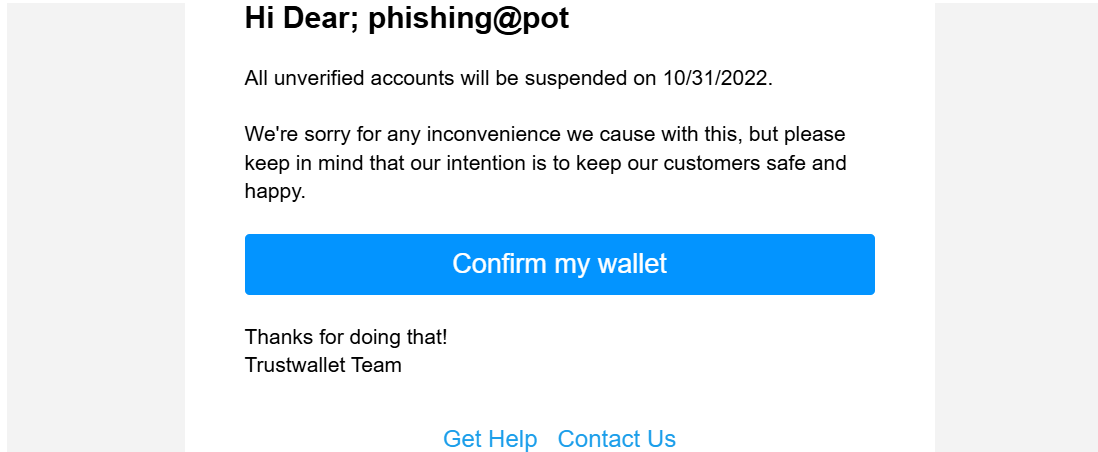 Hi Dear; phishing@pot
All unverified accounts will be suspended on 10/31/2022.
We're sorry for any inconvenience we cause with this, but please
keep in mind that our intention is to keep our customers safe and
happy.
Confirm my wallet
Thanks for doing that!
Trustwallet Team
Get Help Contact Us